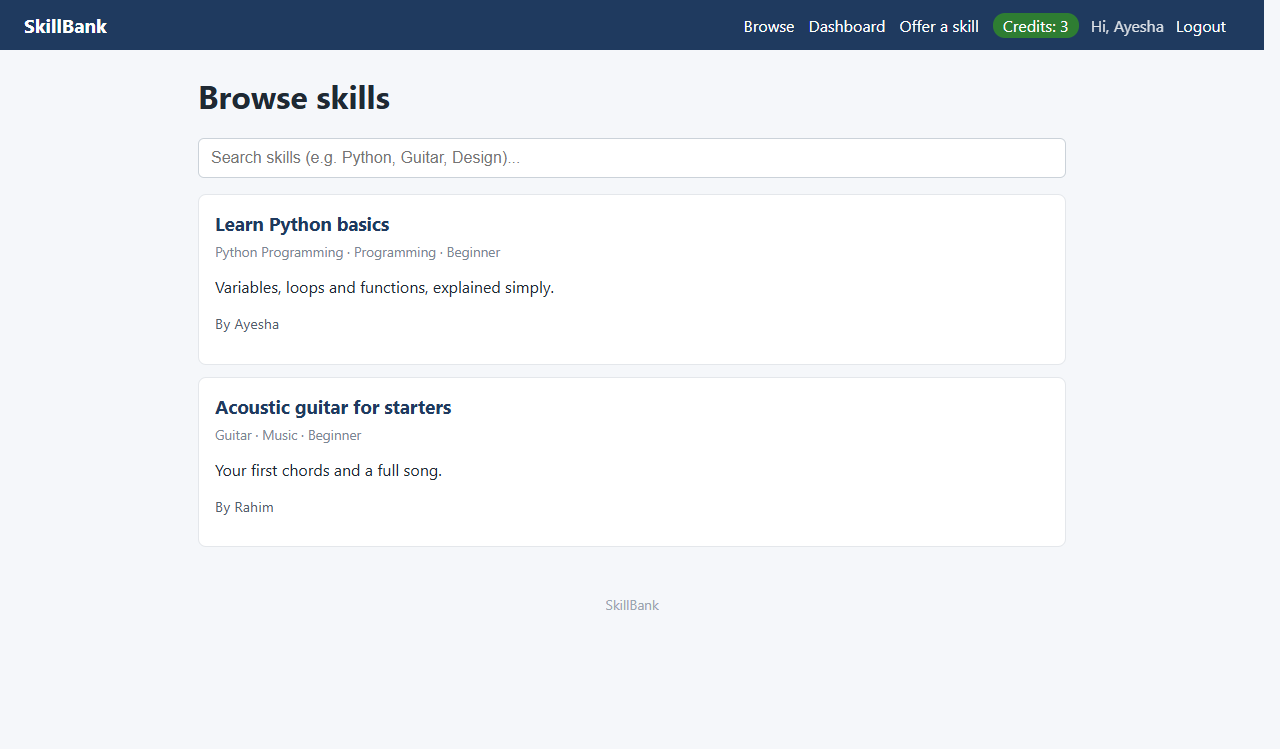 SkillBank
Browse Dashboard Offer a skill Credits: 3 Hi, Ayesha Logout
Browse skills
Search skills (e.g. Python, Guitar, Design)...
Learn Python basics
Python Programming · Programming · Beginner
Variables, loops and functions, explained simply.
By Ayesha
Acoustic guitar for starters
Guitar · Music · Beginner
Your first chords and a full song.
By Rahim
SkillBank